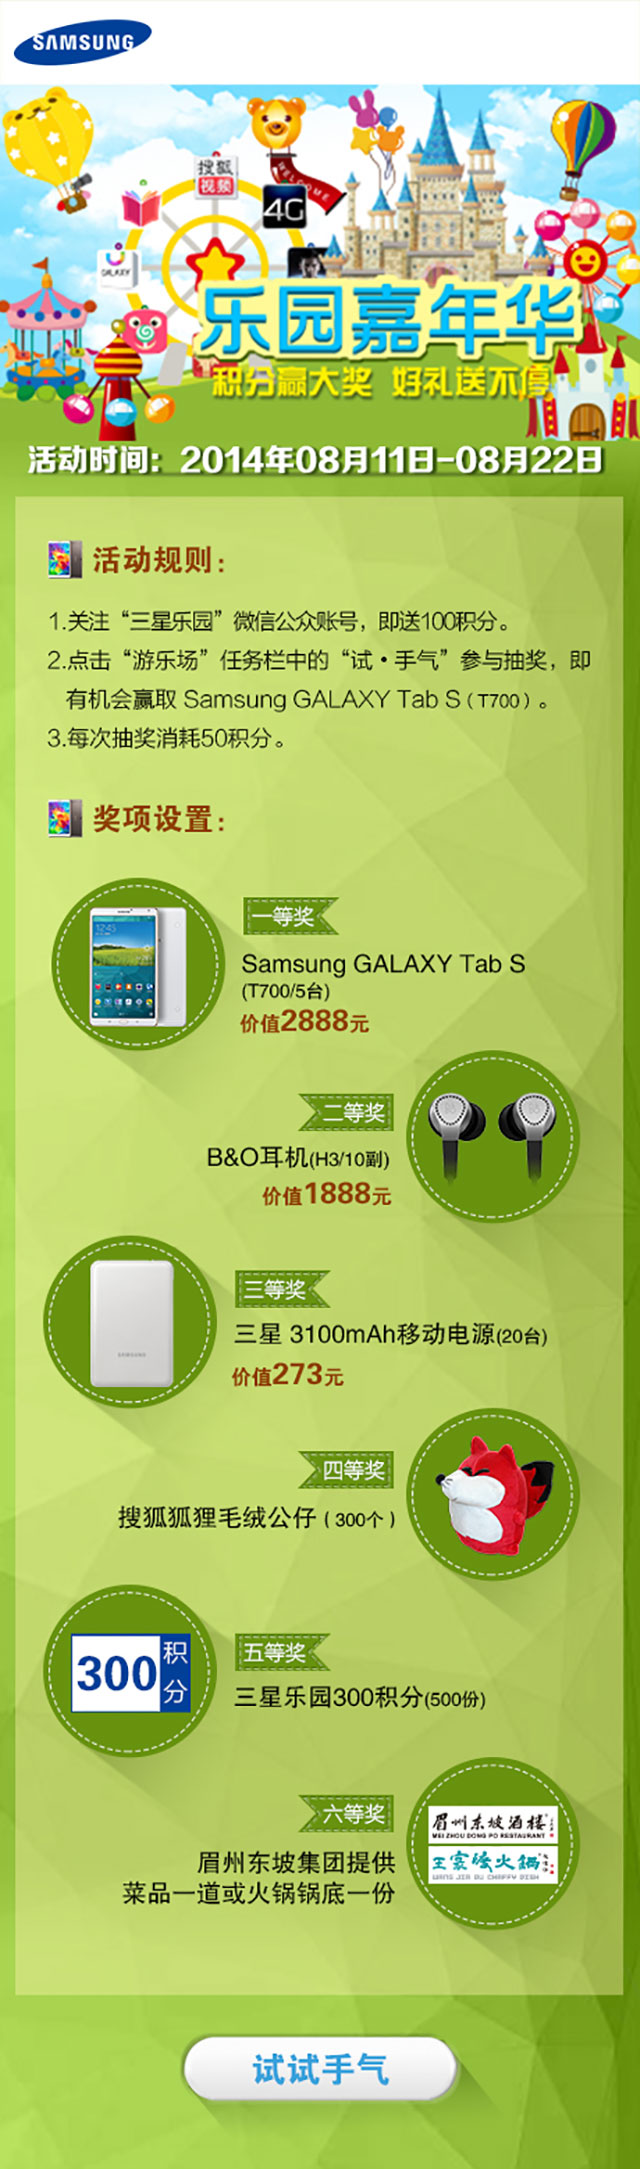 SAMSUNG
搜狐
视频
WELCOME
4G
GALAXY
乐园嘉年华
积分赢大奖 好礼送不停
活动时间：2014年08月11日-08月22日
活动规则：
1.关注“三星乐园”微信公众账号，即送100积分。
2.点击“游乐场”任务栏中的“试·手气”参与抽奖，即
有机会赢取 Samsung GALAXY Tab S（T700）。
3.每次抽奖消耗50积分。
奖项设置：
一等奖
Samsung GALAXY Tab S
(T700/5台)
价值2888元
二等奖
B&O耳机(H3/10副)
价值1888元
三等奖
三星 3100mAh移动电源(20台)
价值273元
SAMSUNG
四等奖
搜狐狐狸毛绒公仔（300个）
300积分
五等奖
三星乐园300积分(500份)
六等奖
眉州东坡集团提供
菜品一道或火锅锅底一份
眉州东坡酒楼
MEI ZHOU DONG PO RESTAURANT
王家渡火锅
WANG JIA DU CHAFFY DISH
试试手气